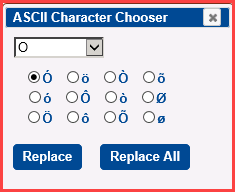 ASCII Character Chooser
O
Ó ö Ò õ
ó Ô ò Ø
Ö ô Õ ø
Replace Replace All